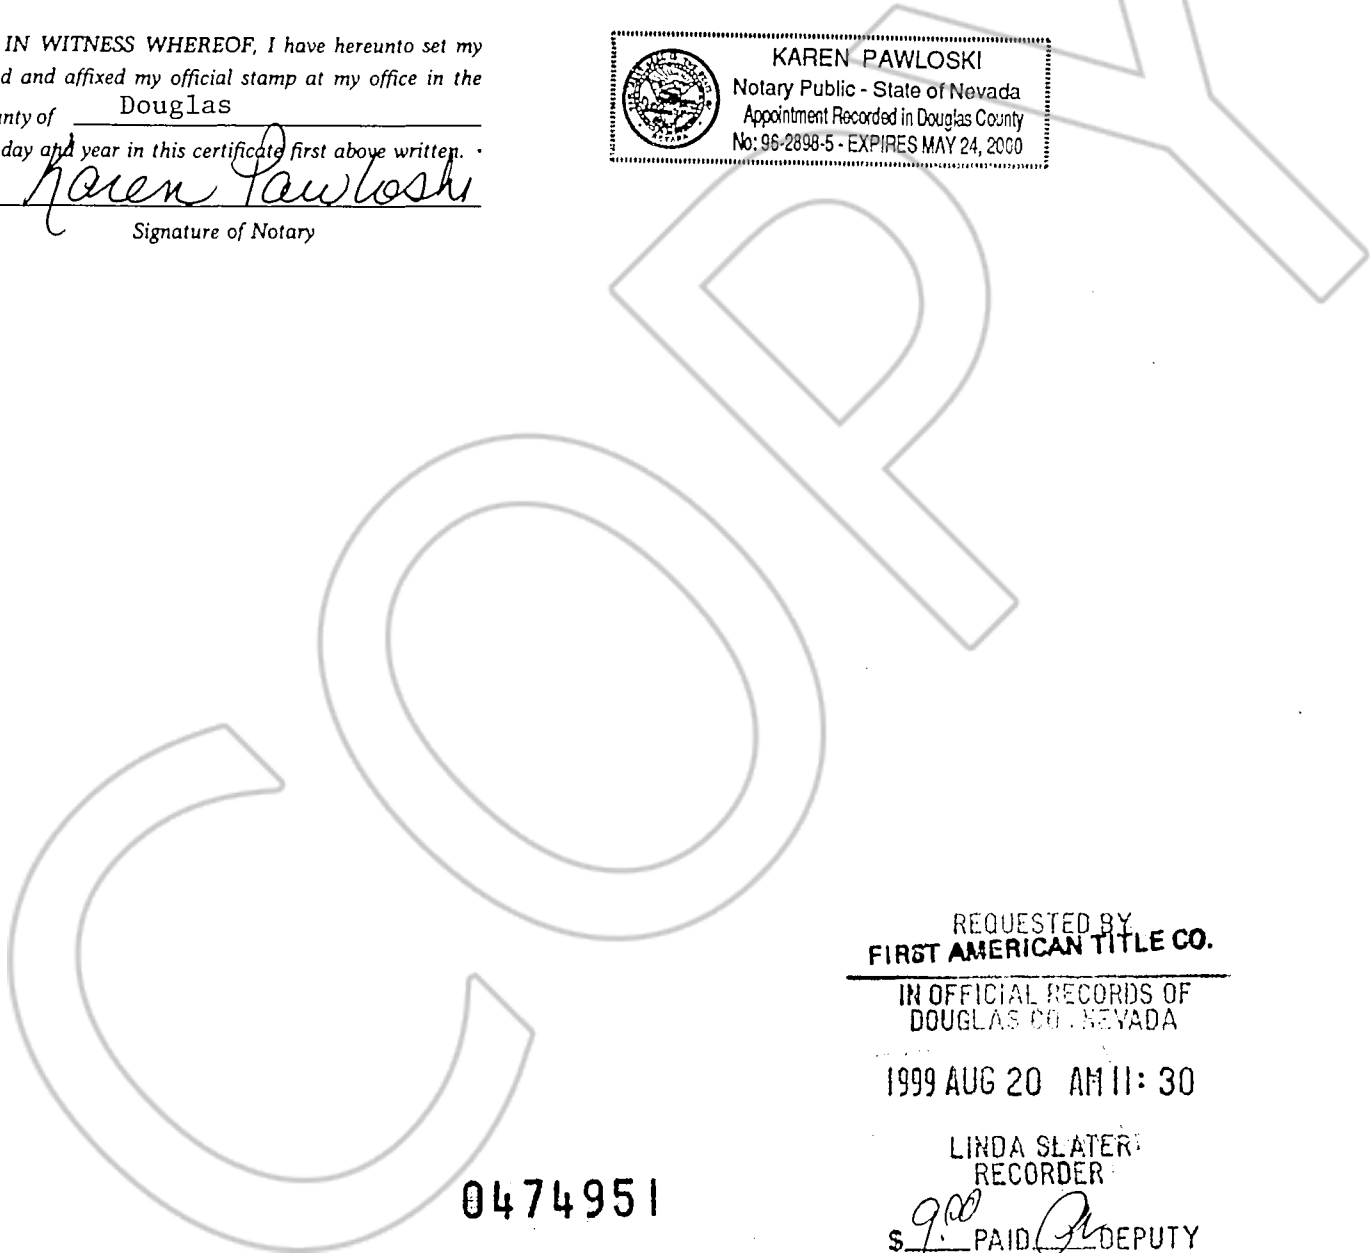 IN WITNESS WHEREOF, I have hereunto set my
d and affixed my official stamp at my office in the
nty of Douglas
day and year in this certificate first above written.
Karen Pawloski
Signature of Notary
KAREN PAWLOSKI
Notary Public - State of Nevada
Appointment Recorded in Douglas County
No: 96-2898-5 - EXPIRES MAY 24, 2000
COPY
REQUESTED BY
FIRST AMERICAN TITLE CO.
IN OFFICIAL RECORDS OF
DOUGLAS CO. NEVADA
1999 AUG 20 AM 11: 30
LINDA SLATER
RECORDER
0474951
$ 9.00 PAID DEPUTY